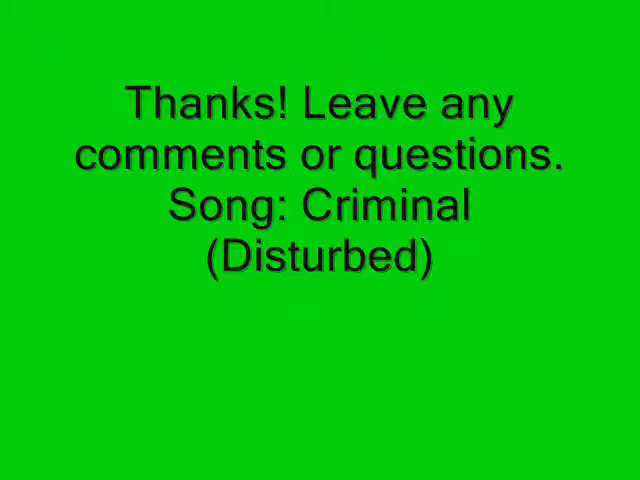 Thanks! Leave any
comments or questions.
Song: Criminal
(Disturbed)